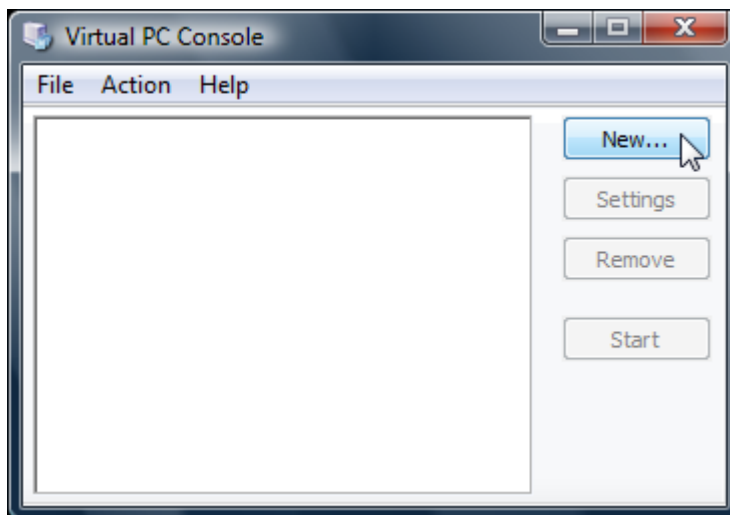 Virtual PC Console
File Action Help
New...
Settings
Remove
Start